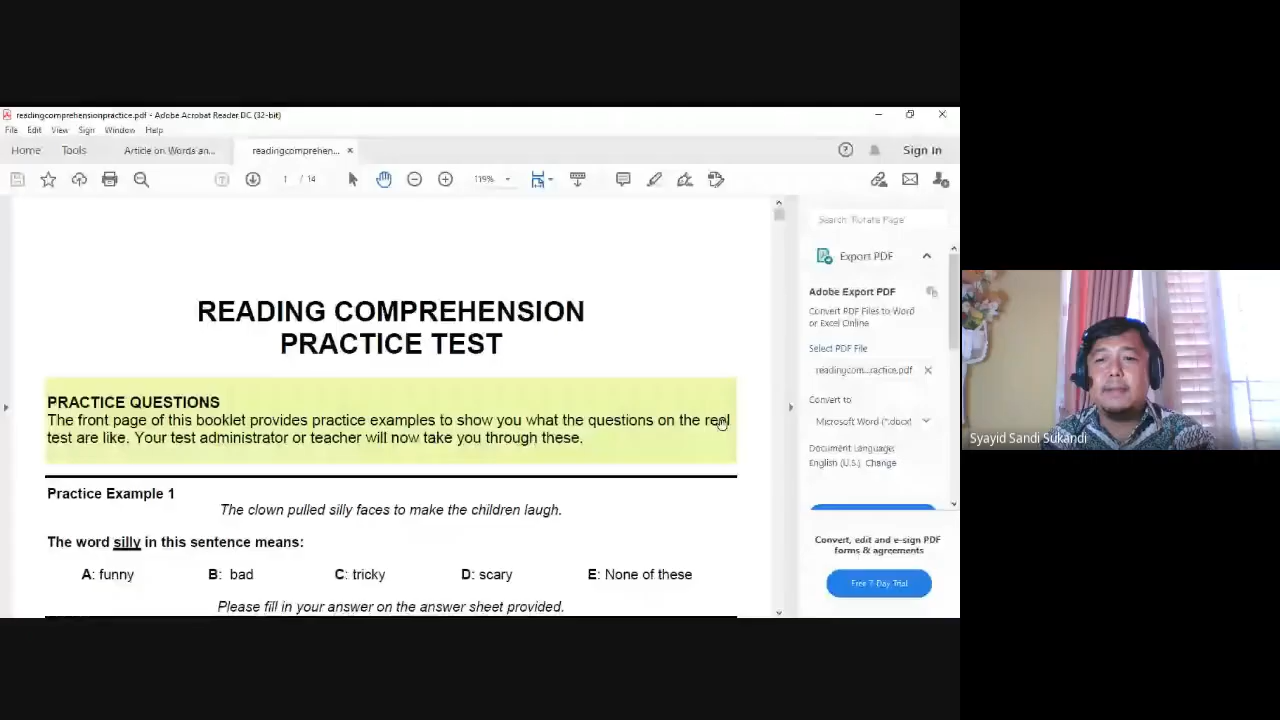 readingcomprehensionpractice.pdf - Adobe Acrobat Reader DC (32-bit)
File Edit View Sign Window Help
Home Tools Article on Words an... readingcomprehen... × Sign In
1 / 14 119%
READING COMPREHENSION
PRACTICE TEST
PRACTICE QUESTIONS
The front page of this booklet provides practice examples to show you what the questions on the real
test are like. Your test administrator or teacher will now take you through these.
Practice Example 1
The clown pulled silly faces to make the children laugh.
The word silly in this sentence means:
A: funny B: bad C: tricky D: scary E: None of these
Please fill in your answer on the answer sheet provided.
Search 'Rotate Page'
Export PDF
Adobe Export PDF
Convert PDF Files to Word
or Excel Online
Select PDF File
readingcom...ractice.pdf ×
Convert to
Microsoft Word (*.docx)
Document Language:
English (U.S.) Change
Convert, edit and e-sign PDF
forms & agreements
Free 7-Day Trial
Syayid Sandi Sukandi